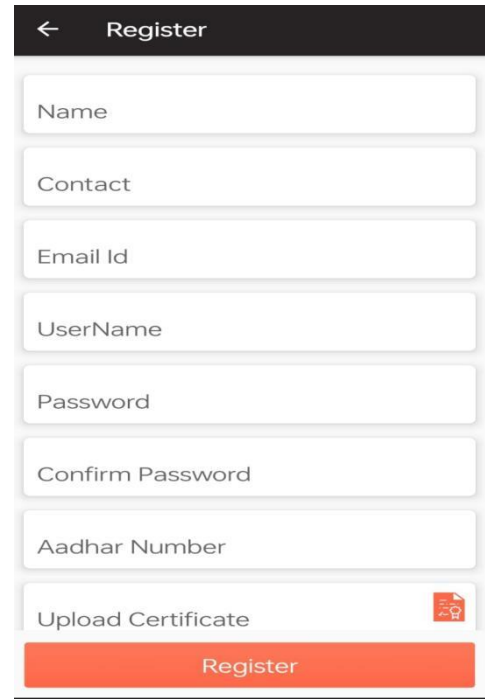 Register
Name
Contact
Email Id
UserName
Password
Confirm Password
Aadhar Number
Upload Certificate
Register